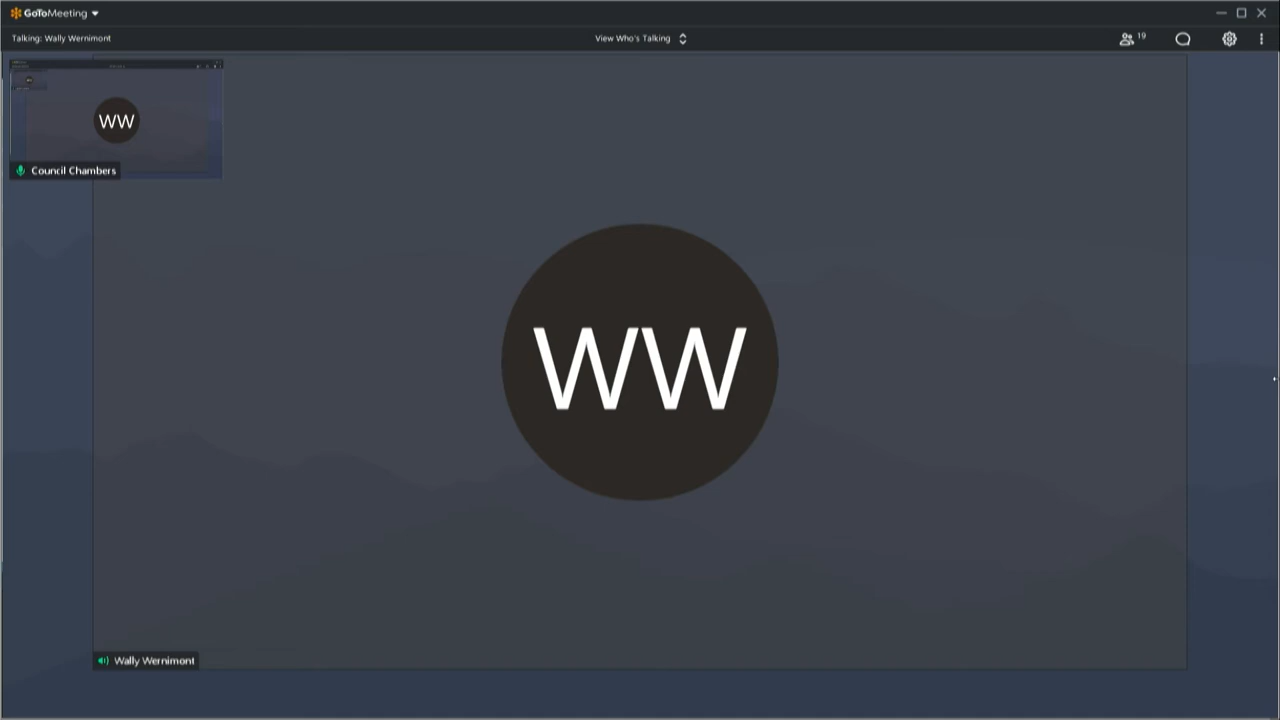 GoToMeeting
Talking: Wally Wernimont
View Who's Talking
19
WW
Council Chambers
WW
Wally Wernimont